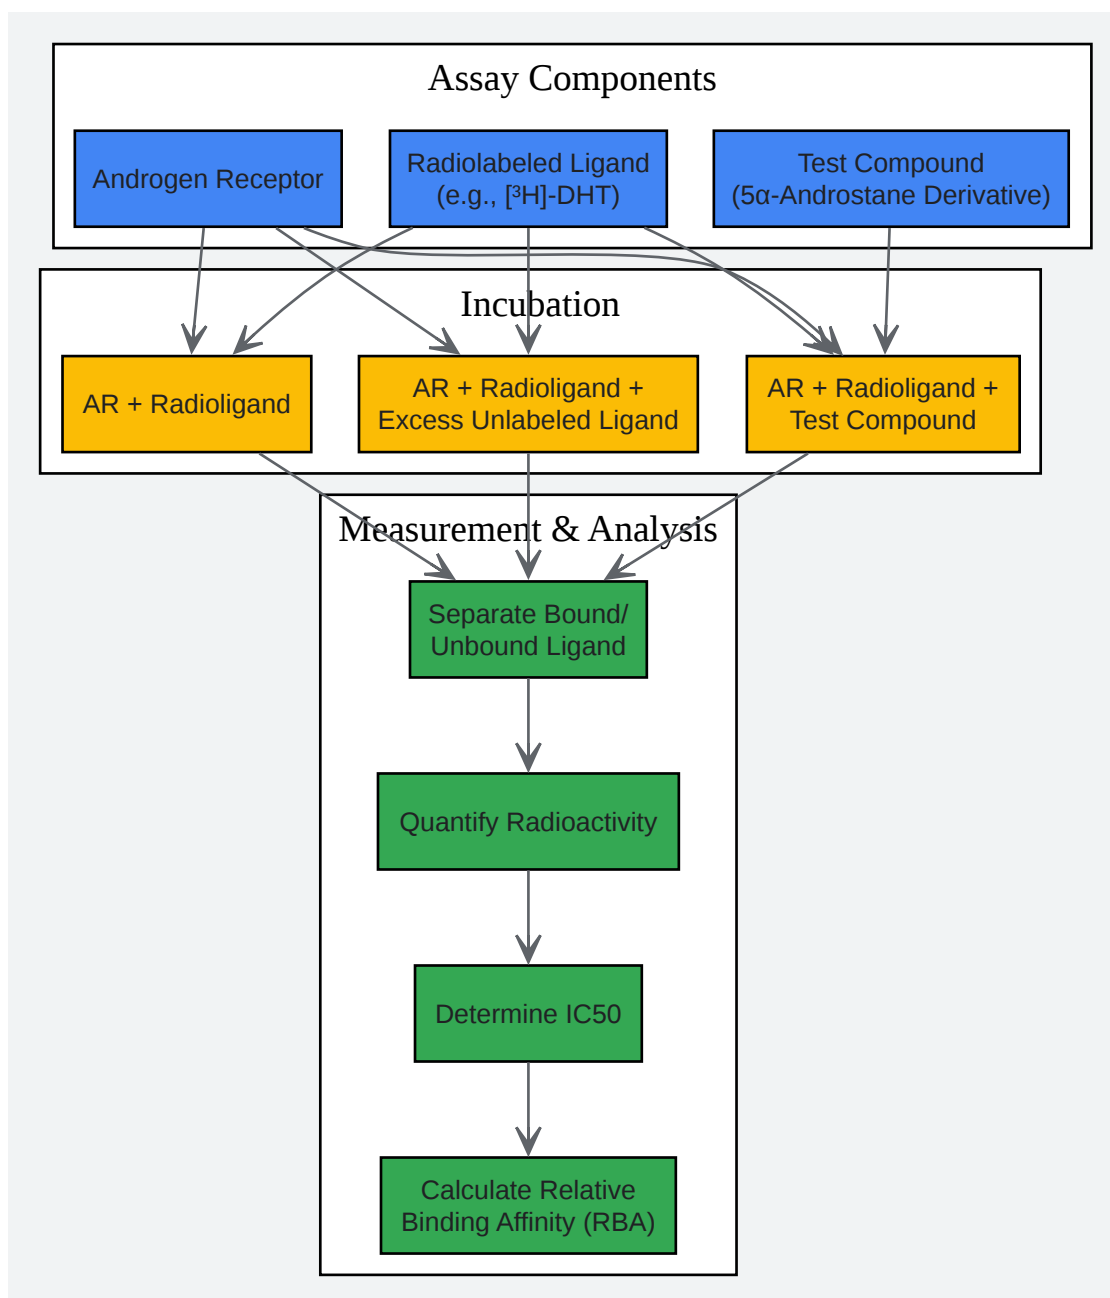 Assay Components
Androgen Receptor
Radiolabeled Ligand
(e.g., [³H]-DHT)
Test Compound
(5α-Androstane Derivative)
Incubation
AR + Radioligand
AR + Radioligand +
Excess Unlabeled Ligand
AR + Radioligand +
Test Compound
Measurement & Analysis
Separate Bound/
Unbound Ligand
Quantify Radioactivity
Determine IC50
Calculate Relative
Binding Affinity (RBA)